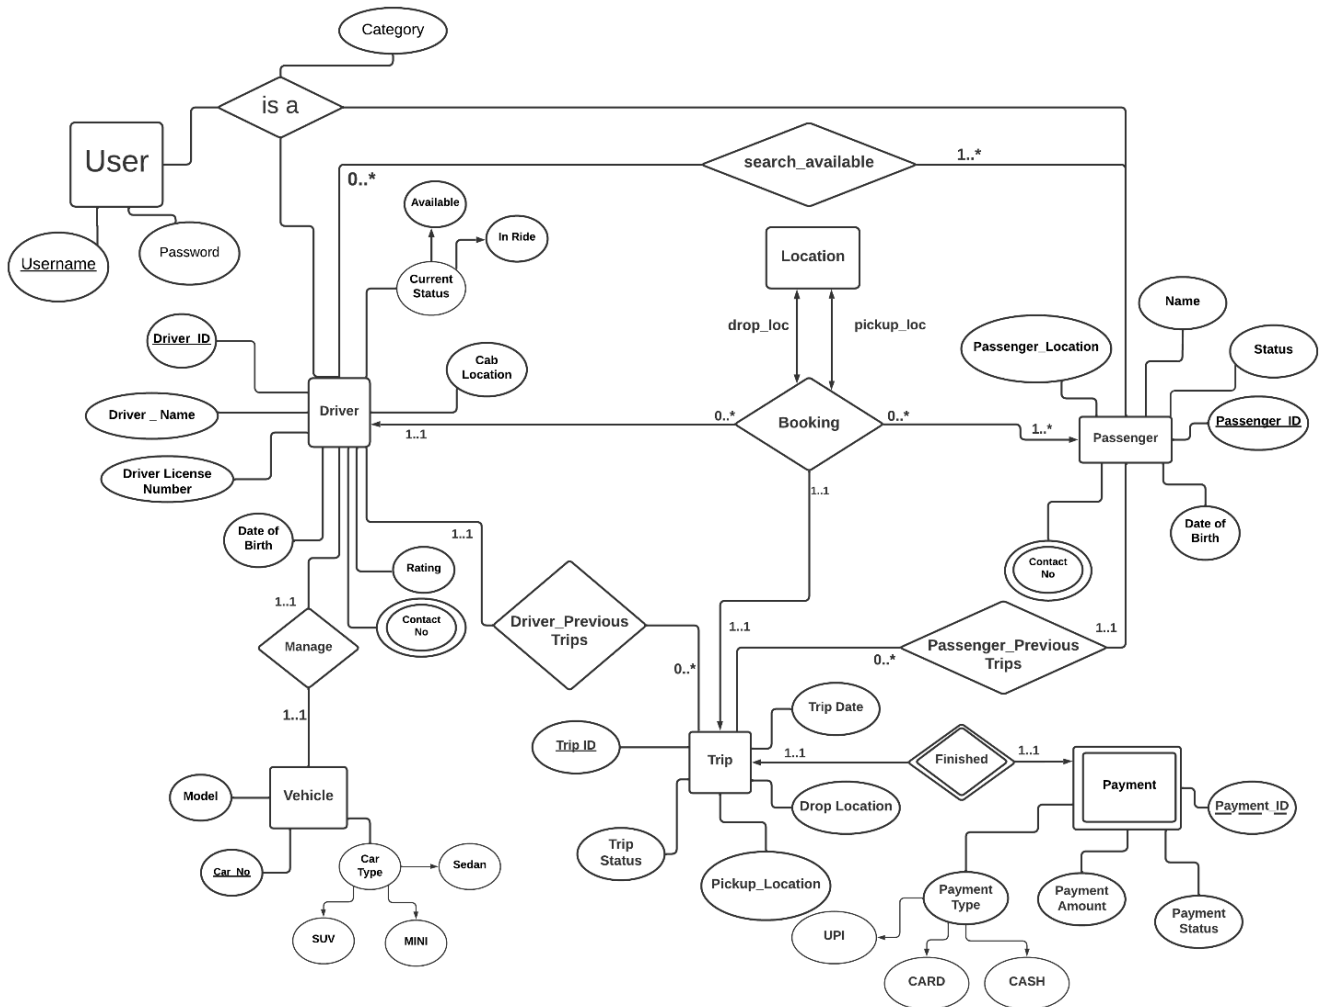 Category
is a
User
search_available
1..*
0..*
Available
In Ride
Password
Username
Current
Status
Location
Name
drop_loc
pickup_loc
Driver_ID
Passenger_Location
Status
Cab
Location
Driver _ Name
Driver
0..*
Booking
0..*
1..1
1..*
Passenger
Passenger_ID
Driver License
Number
1..1
Date of
Birth
1..1
Date of
Birth
Rating
Contact
No
1..1
Contact
No
Driver_Previous
Trips
1..1
1..1
Manage
Passenger_Previous
Trips
0..*
0..*
1..1
Trip Date
Trip ID
Trip
1..1
Finished
1..1
Payment
Model
Vehicle
Drop Location
Payment_ID
Trip
Status
Car_No
Car
Type
Sedan
Pickup_Location
Payment
Type
Payment
Amount
Payment
Status
SUV
MINI
UPI
CARD
CASH